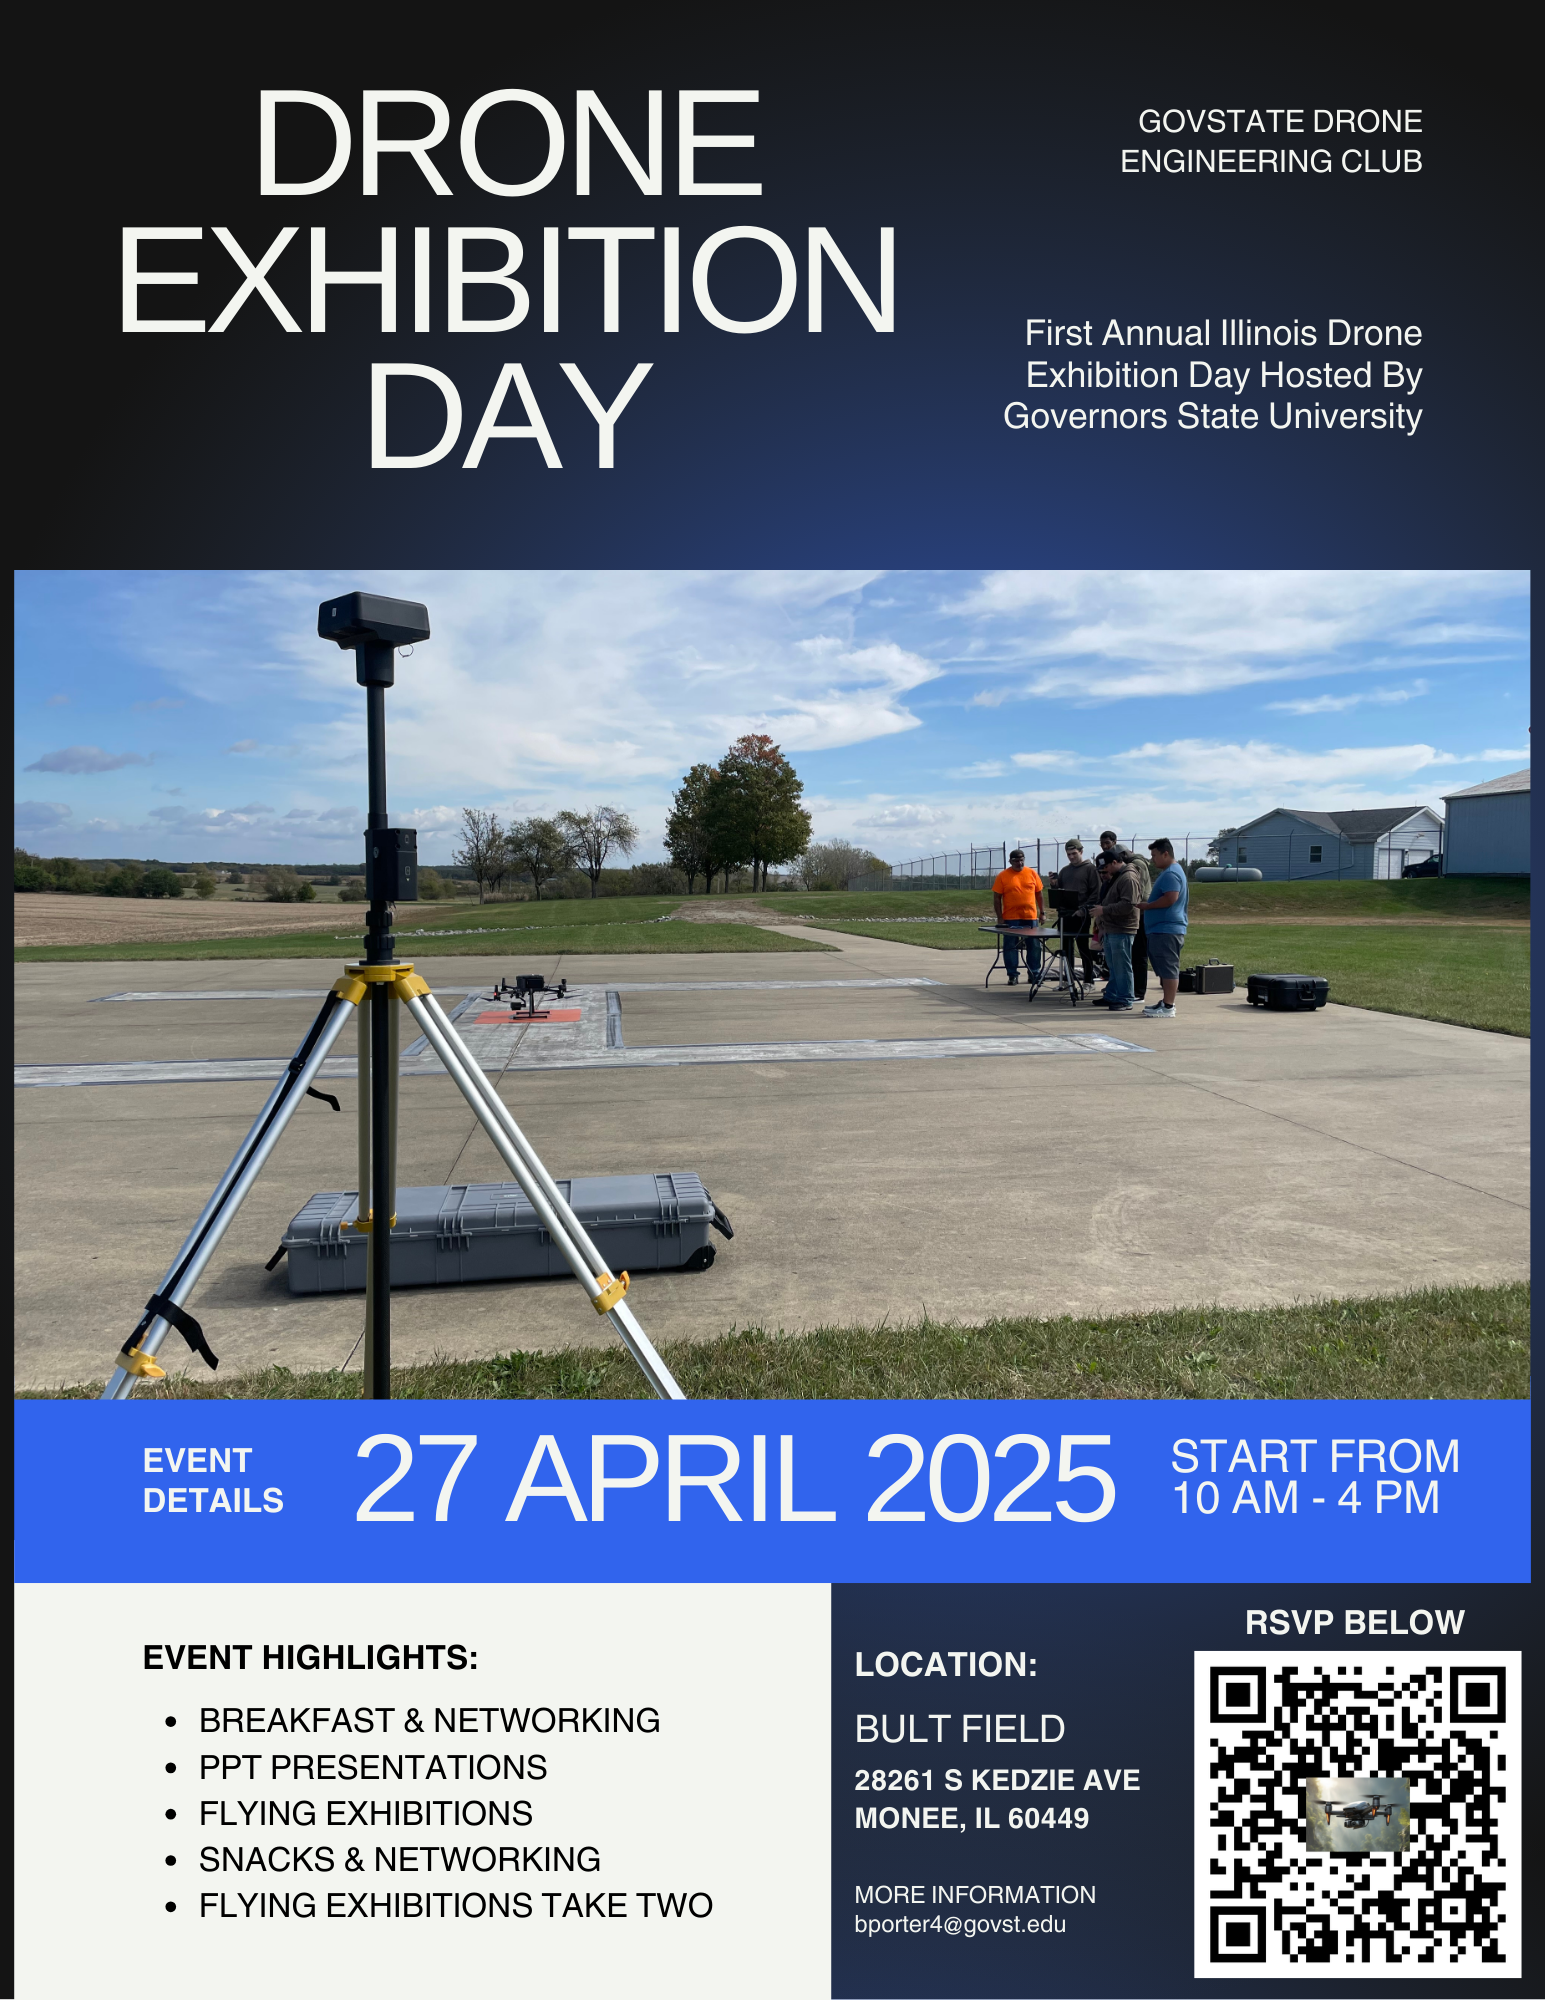 DRONE
EXHIBITION
DAY
GOVSTATE DRONE
ENGINEERING CLUB
First Annual Illinois Drone
Exhibition Day Hosted By
Governors State University
EVENT
DETAILS
27 APRIL 2025
START FROM
10 AM - 4 PM
EVENT HIGHLIGHTS:
• BREAKFAST & NETWORKING
• PPT PRESENTATIONS
• FLYING EXHIBITIONS
• SNACKS & NETWORKING
• FLYING EXHIBITIONS TAKE TWO
LOCATION:
BULT FIELD
28261 S KEDZIE AVE
MONEE, IL 60449
MORE INFORMATION
bporter4@govst.edu
RSVP BELOW